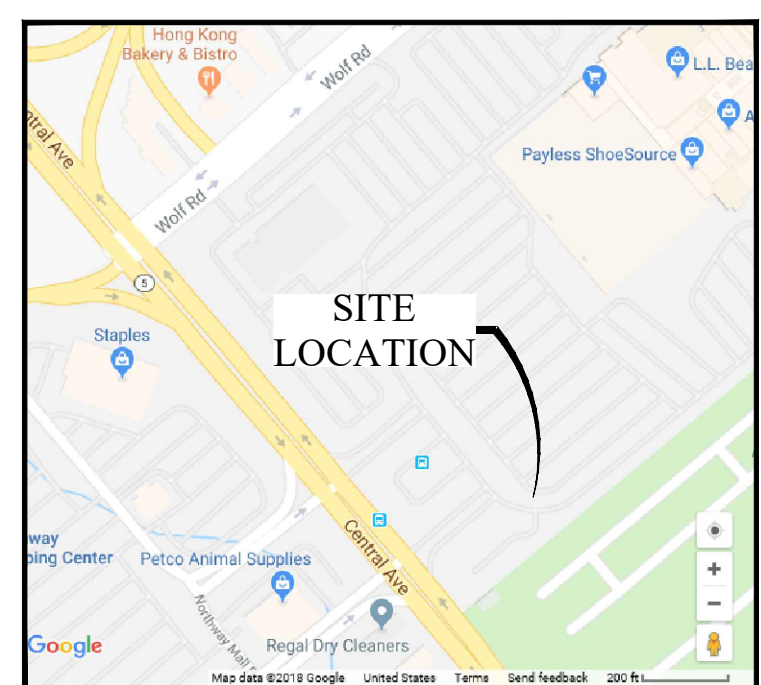 Hong Kong
Bakery & Bistro
Wolf Rd
L.L. Bea
A
Payless ShoeSource
ntral Ave
Wolf Rd
5
SITE
LOCATION
Staples
Central Ave
way
ping Center
Petco Animal Supplies
Northway Mall
Regal Dry Cleaners
+
−
Google
Map data ©2018 Google United States Terms Send feedback 200 ft